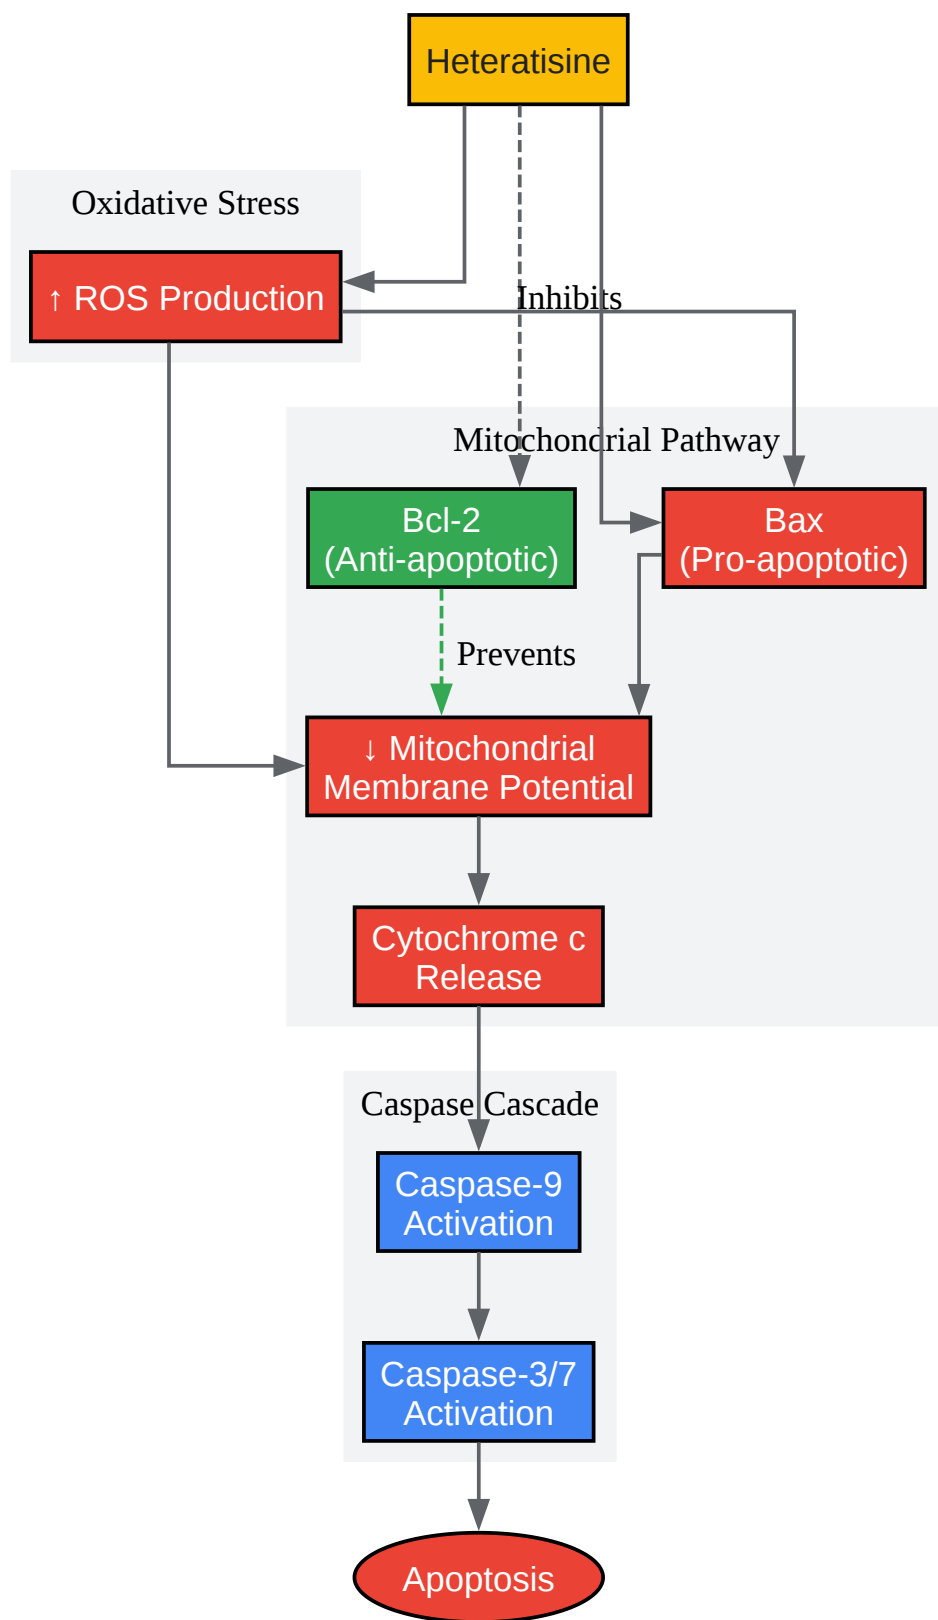 Heteratisine
Oxidative Stress
↑ ROS Production
Inhibits
Mitochondrial Pathway
Bcl-2
(Anti-apoptotic)
Bax
(Pro-apoptotic)
Prevents
↓ Mitochondrial
Membrane Potential
Cytochrome c
Release
Caspase Cascade
Caspase-9
Activation
Caspase-3/7
Activation
Apoptosis